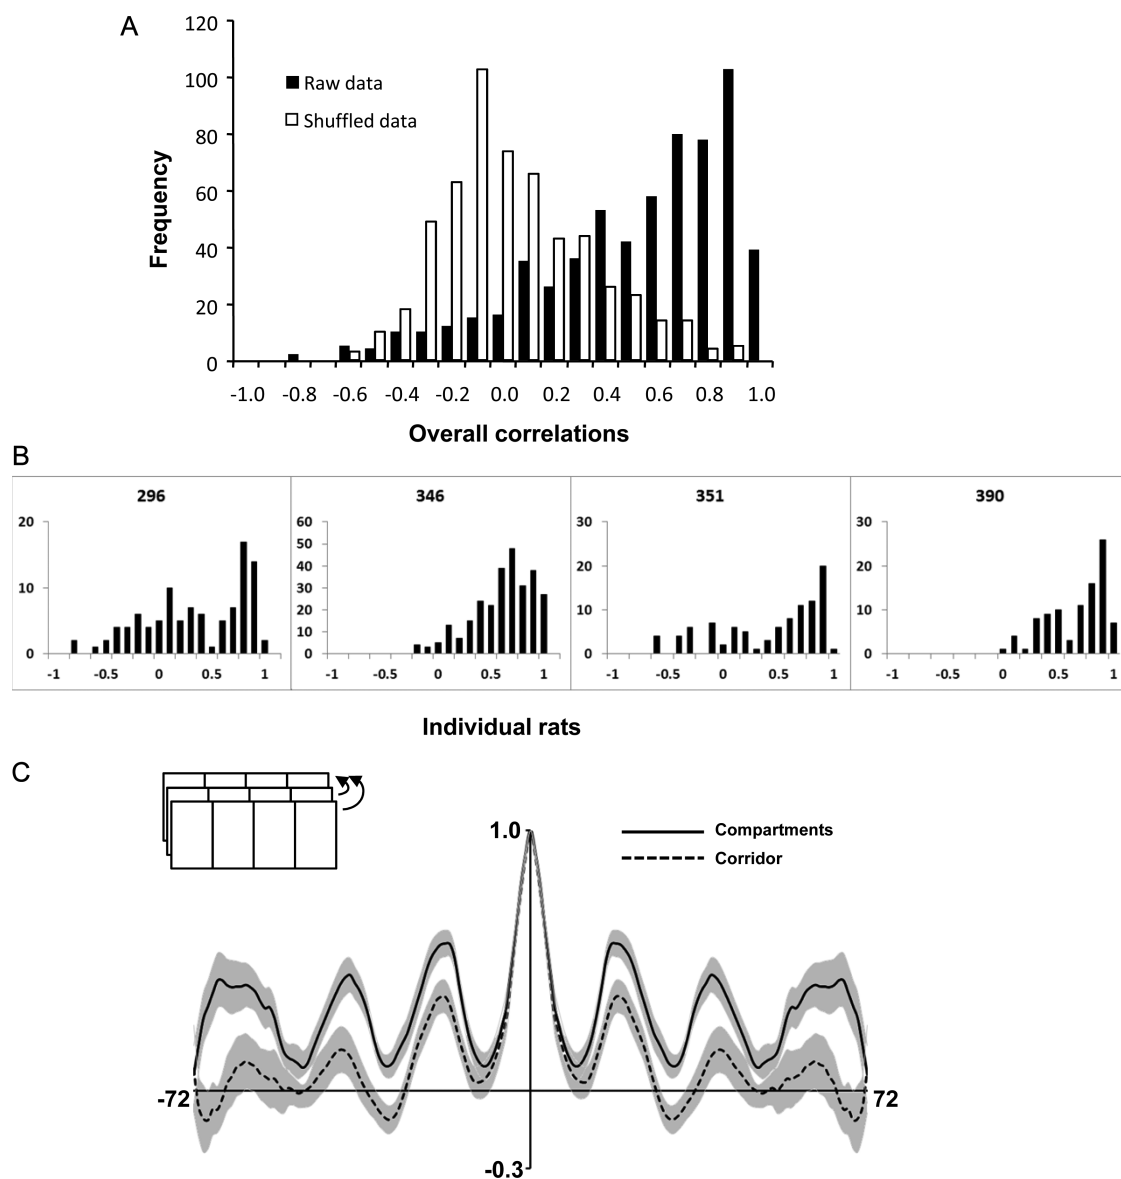 A
120
100
80
60
40
20
0
Frequency
Raw data
Shuffled data
-1.0 -0.8 -0.6 -0.4 -0.2 0.0 0.2 0.4 0.6 0.8 1.0
Overall correlations
B
296 346 351 390
20 10 0
-1 -0.5 0 0.5 1
60 50 40 30 20 10 0
-1 -0.5 0 0.5 1
30 20 10 0
-1 -0.5 0 0.5 1
30 20 10 0
-1 -0.5 0 0.5 1
Individual rats
C
1.0
Compartments
Corridor
-72 72
-0.3